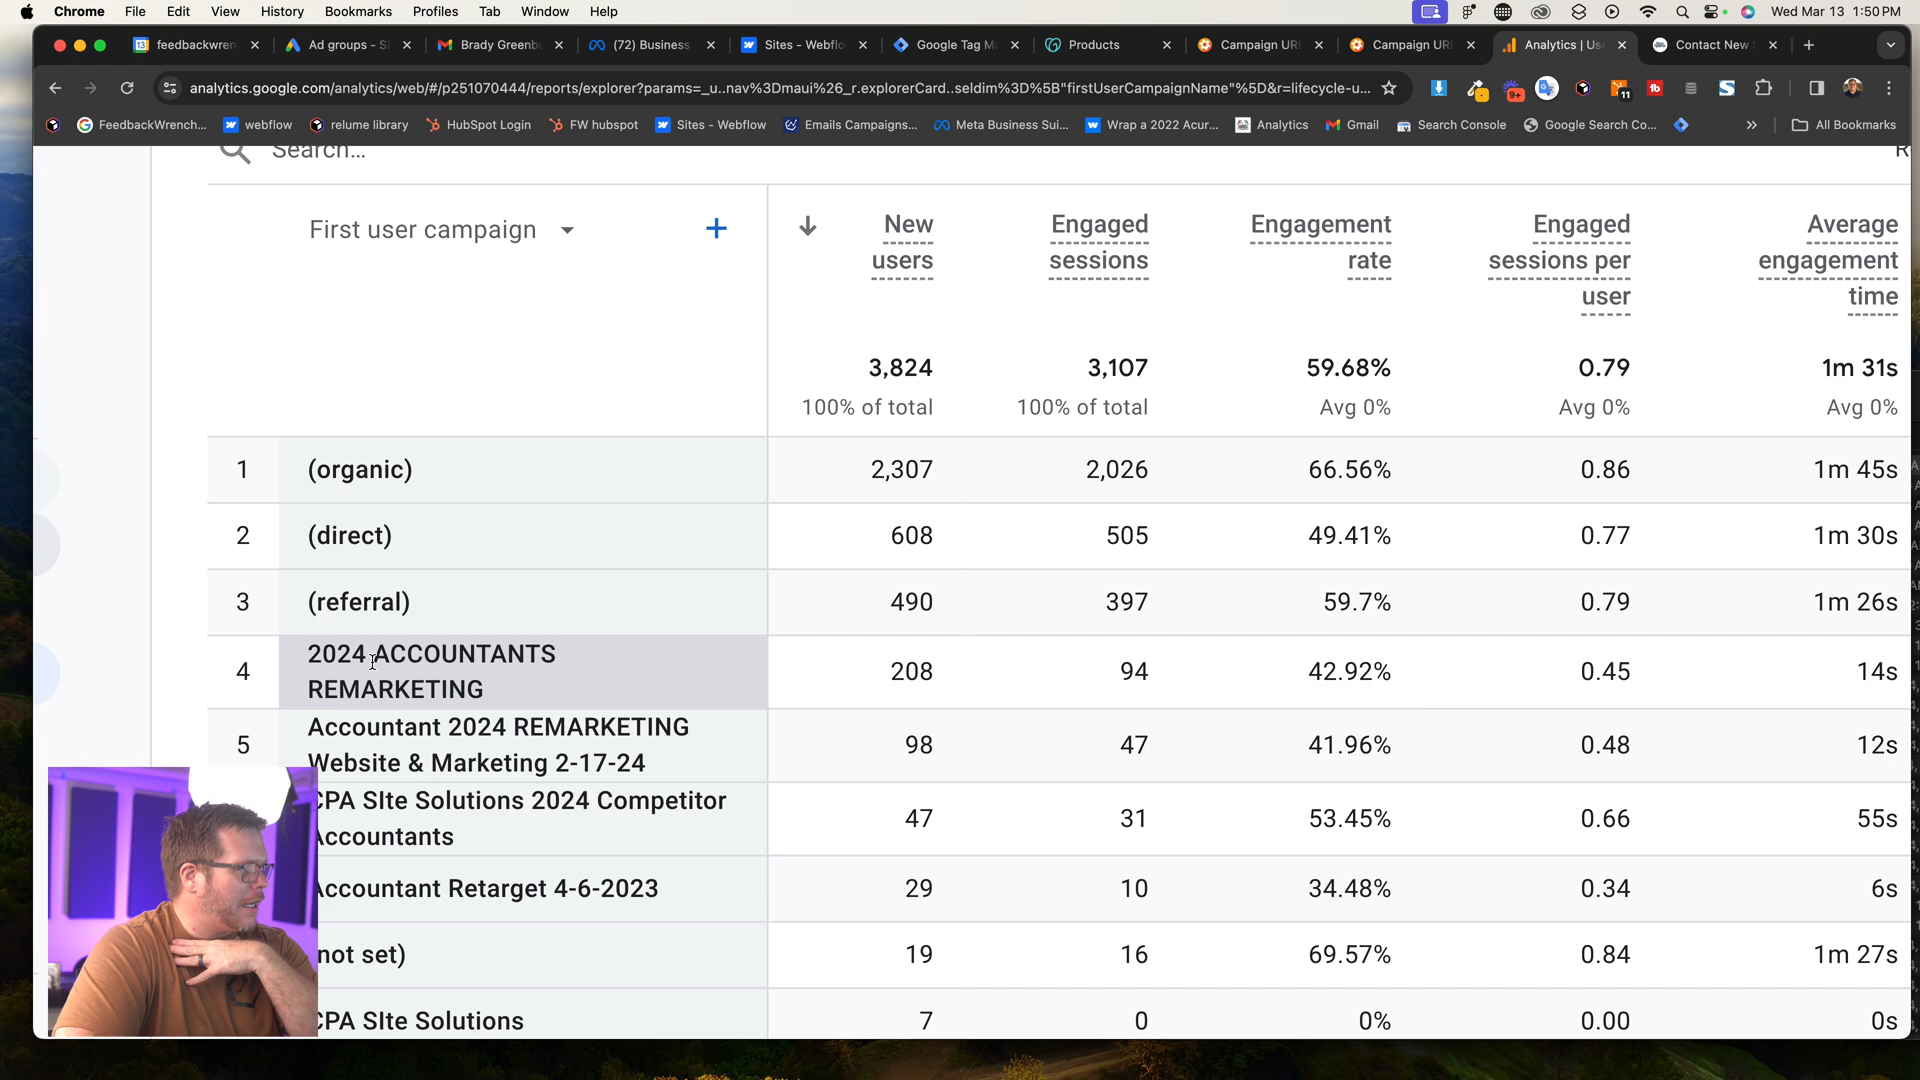 Chrome File Edit View History Bookmarks Profiles Tab Window Help Wed Mar 13 1:50 PM
feedbackwren Ad groups - S Brady Greenb (72) Business Sites - Webflo Google Tag M Products Campaign UR Campaign UR Analytics | Us Contact New
analytics.google.com/analytics/web/#/p251070444/reports/explorer?params=_u..nav%3Dmaui%26_r.explorerCard..seldim%3D%5B"firstUserCampaignName"%5D&r=lifecycle-u...
9+
11
FeedbackWrench... webflow relume library HubSpot Login FW hubspot Sites - Webflow Emails Campaigns... Meta Business Sui... Wrap a 2022 Acur... Analytics Gmail Search Console Google Search Co... » All Bookmarks
Search...
First user campaign
New users
Engaged sessions
Engagement rate
Engaged sessions per user
Average engagement time
3,824 3,107 59.68% 0.79 1m 31s
100% of total 100% of total Avg 0% Avg 0% Avg 0%
1 (organic) 2,307 2,026 66.56% 0.86 1m 45s
2 (direct) 608 505 49.41% 0.77 1m 30s
3 (referral) 490 397 59.7% 0.79 1m 26s
4 2024 ACCOUNTANTS REMARKETING 208 94 42.92% 0.45 14s
5 Accountant 2024 REMARKETING Website & Marketing 2-17-24 98 47 41.96% 0.48 12s
CPA SIte Solutions 2024 Competitor Accountants 47 31 53.45% 0.66 55s
Accountant Retarget 4-6-2023 29 10 34.48% 0.34 6s
not set) 19 16 69.57% 0.84 1m 27s
CPA SIte Solutions 7 0 0% 0.00 0s